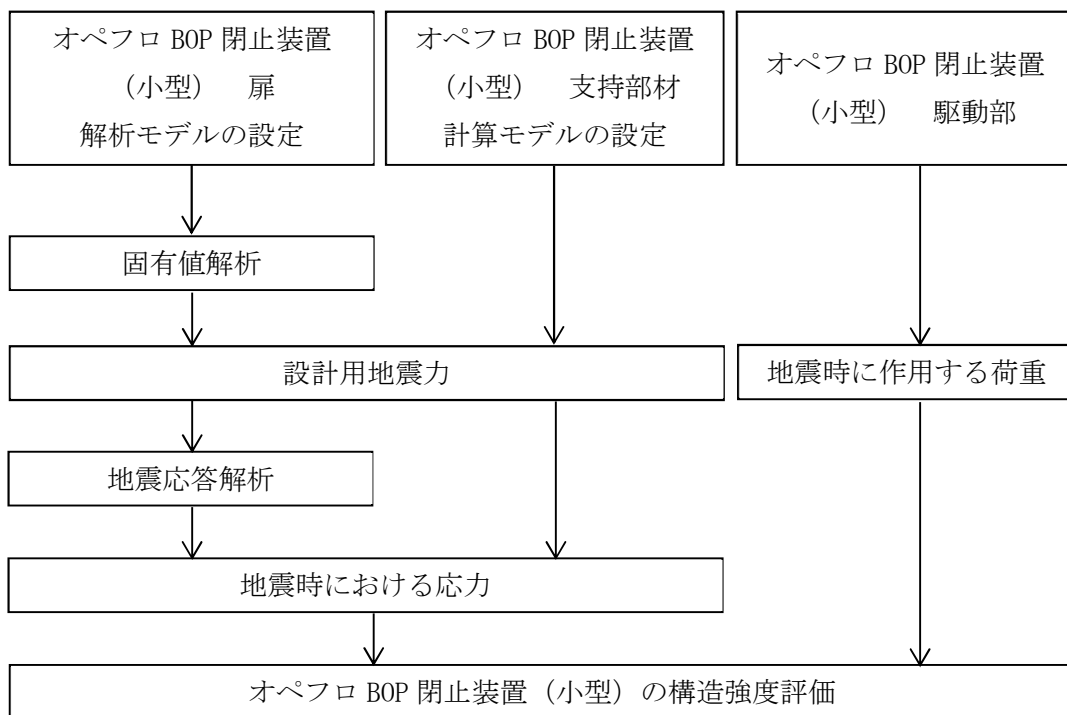 オペフロ BOP 閉止装置
（小型）　扉
解析モデルの設定
オペフロ BOP 閉止装置
（小型）　支持部材
計算モデルの設定
オペフロ BOP 閉止装置
（小型）　駆動部
固有値解析
設計用地震力
地震時に作用する荷重
地震応答解析
地震時における応力
オペフロ BOP 閉止装置（小型）の構造強度評価